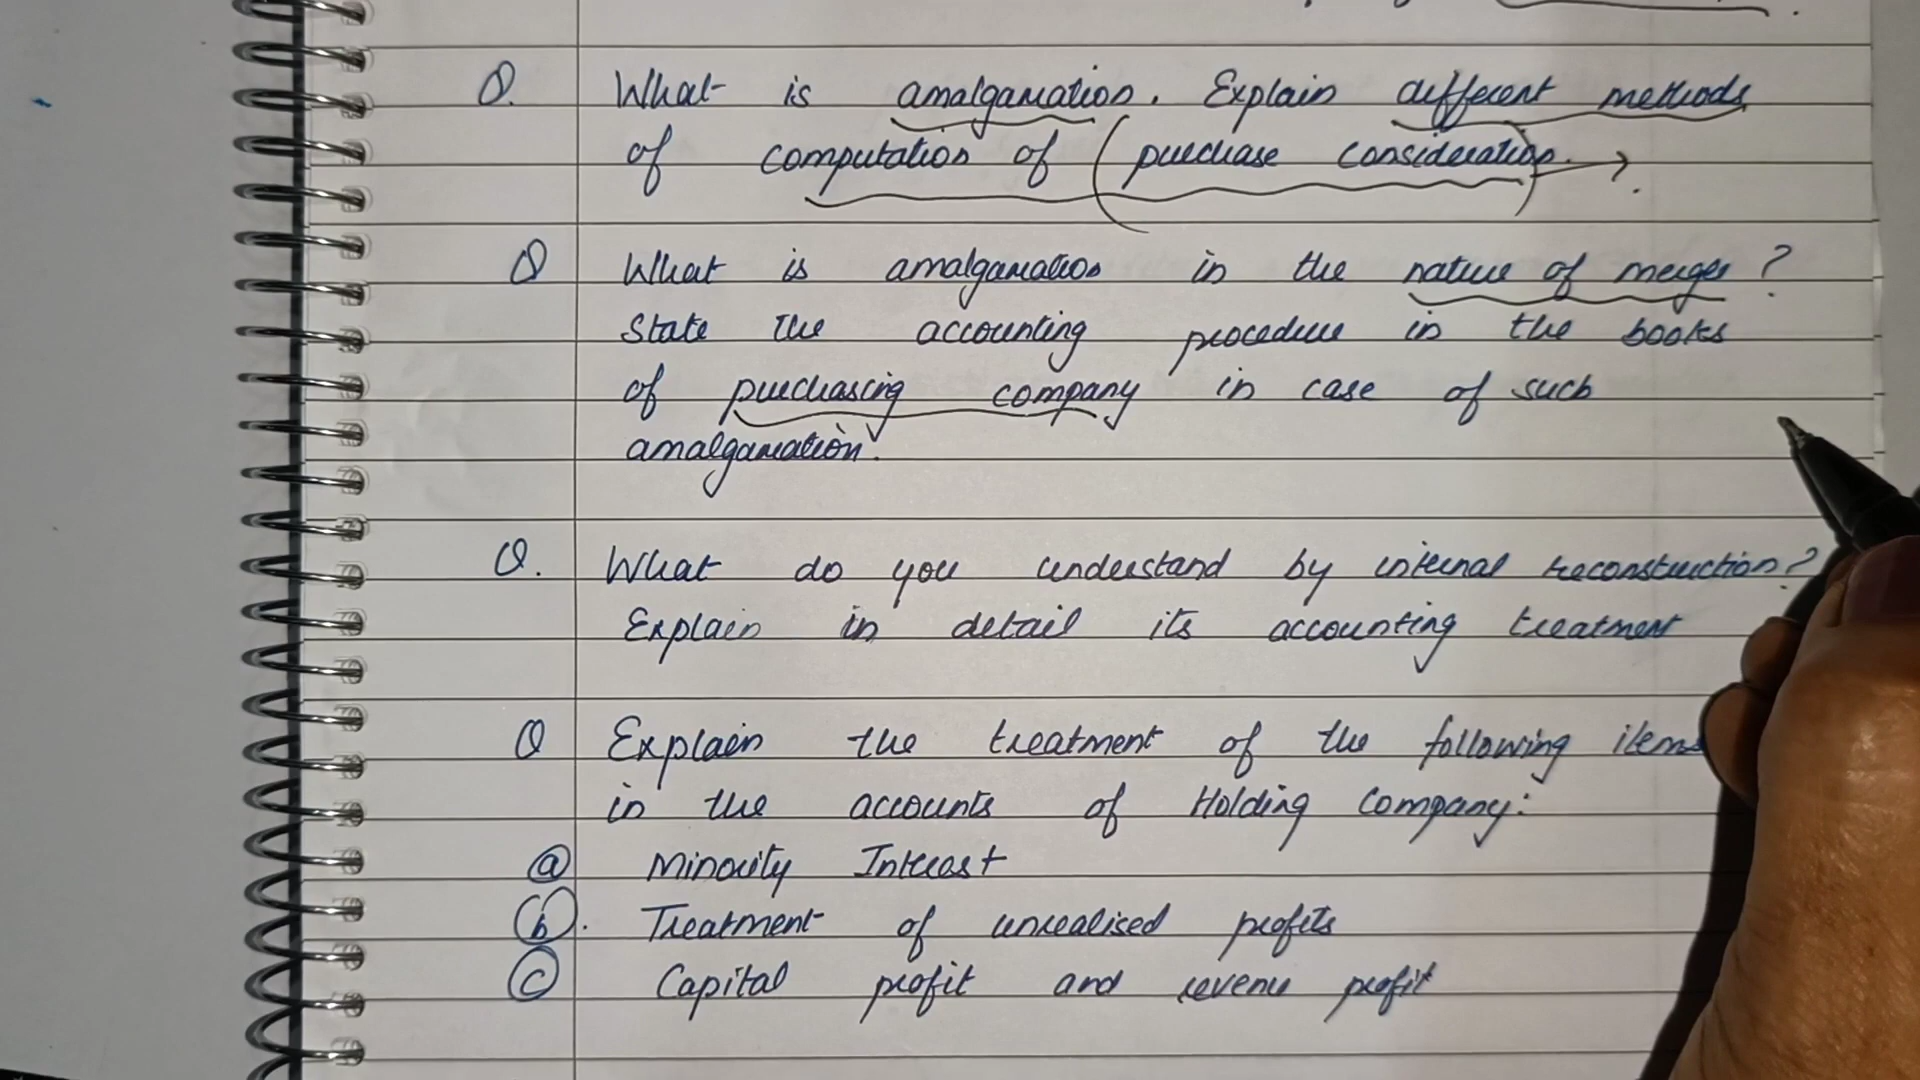 Q. What is amalgamation. Explain different methods
of computation of (purchase consideration.) →
Q What is amalgamation in the nature of merger?
State the accounting procedure in the books
of purchasing company in case of such
amalgamation.
Q. What do you understand by internal reconstruction?
Explain in detail its accounting treatment
Q Explain the treatment of the following items
in the accounts of Holding Company:
(a) Minority Interest
(b). Treatment of unrealised profits
(c) Capital profit and revenu profit